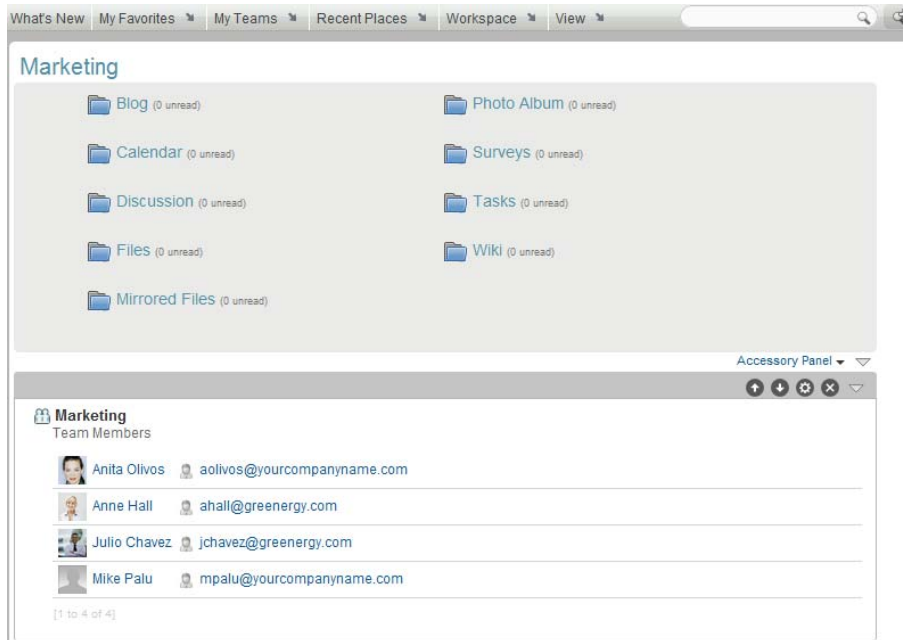 What's New My Favorites My Teams Recent Places Workspace View
Marketing
Blog (0 unread)
Photo Album (0 unread)
Calendar (0 unread)
Surveys (0 unread)
Discussion (0 unread)
Tasks (0 unread)
Files (0 unread)
Wiki (0 unread)
Mirrored Files (0 unread)
Accessory Panel
Marketing
Team Members
Anita Olivos aolivos@yourcompanyname.com
Anne Hall ahall@greenergy.com
Julio Chavez jchavez@greenergy.com
Mike Palu mpalu@yourcompanyname.com
[1 to 4 of 4]